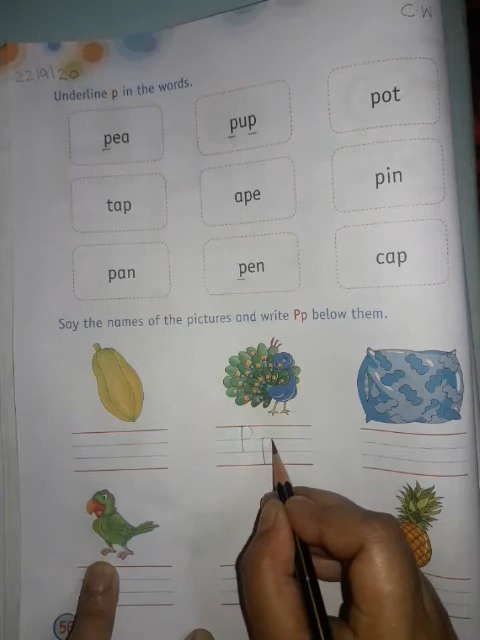 C.W
22/9/20
Underline p in the words.
pea pup pot
tap ape pin
pan pen cap
Say the names of the pictures and write Pp below them.
P p